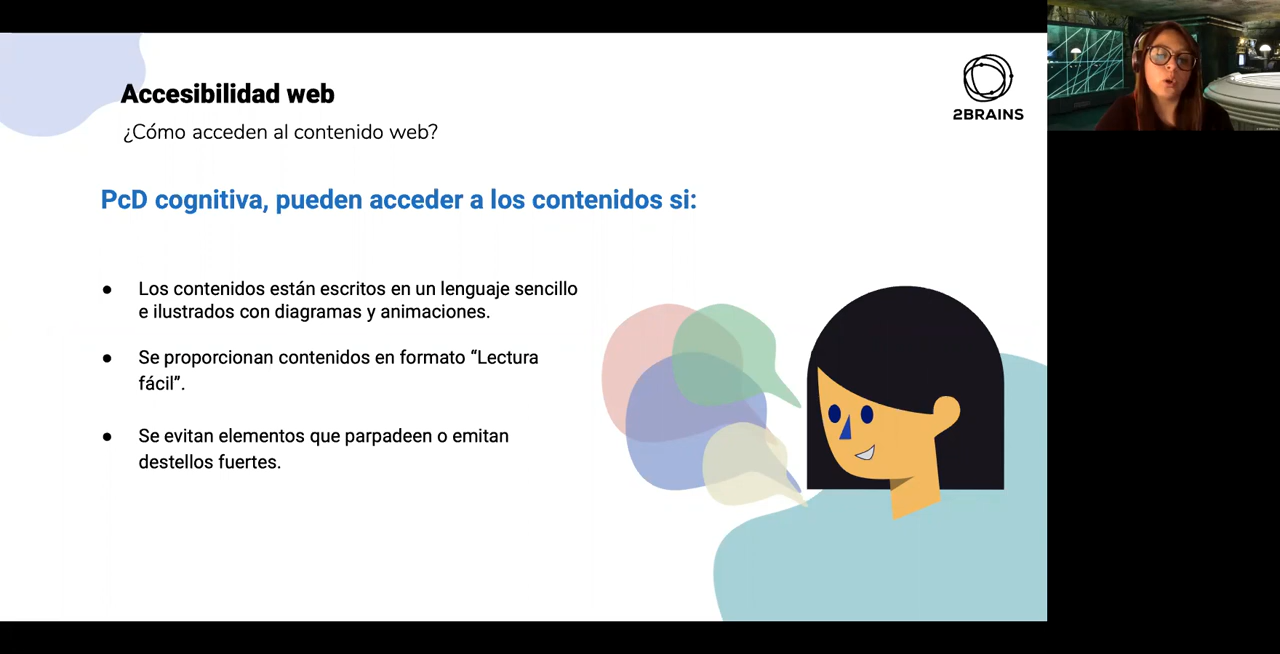 Accesibilidad web
¿Cómo acceden al contenido web?
2BRAINS
PcD cognitiva, pueden acceder a los contenidos si:
● Los contenidos están escritos en un lenguaje sencillo
e ilustrados con diagramas y animaciones.
● Se proporcionan contenidos en formato “Lectura
fácil”.
● Se evitan elementos que parpadeen o emitan
destellos fuertes.